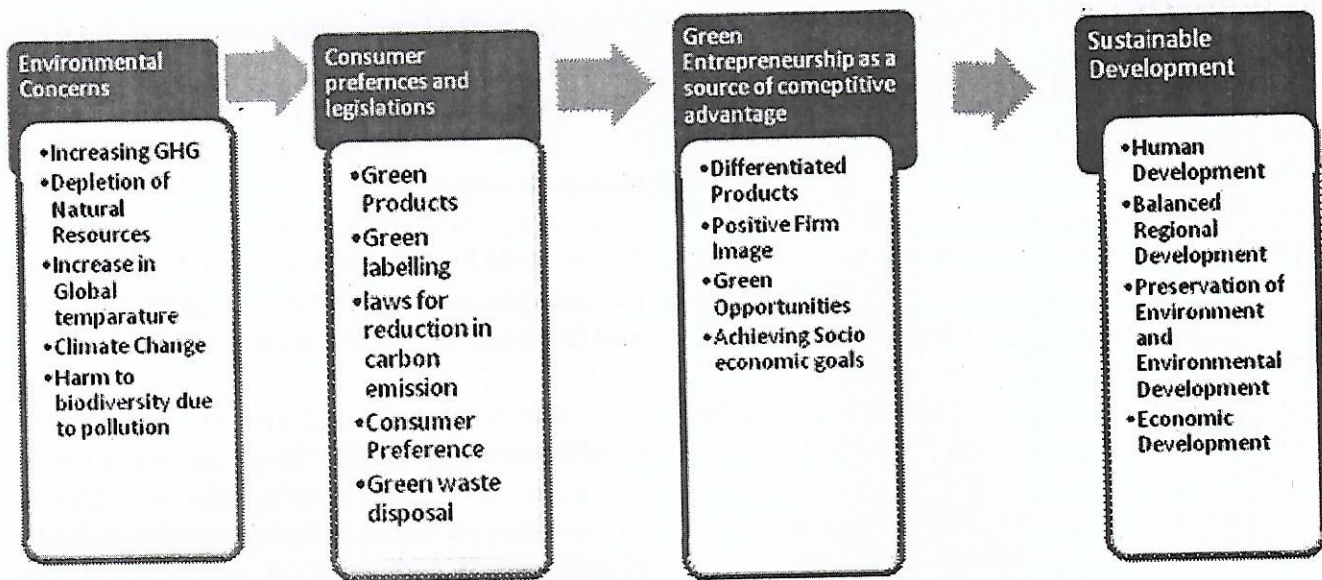 Environmental
Concerns
•Increasing GHG
•Depletion of
Natural
Resources
•Increase in
Global
temparature
•Climate Change
•Harm to
biodiversity due
to pollution
Consumer
prefernces and
legislations
•Green
Products
•Green
labelling
•laws for
reduction in
carbon
emission
•Consumer
Preference
•Green waste
disposal
Green
Entrepreneurship as a
source of comeptitive
advantage
•Differentiated
Products
•Positive Firm
Image
•Green
Opportunities
•Achieving Socio
economic goals
Sustainable
Development
•Human
Development
•Balanced
Regional
Development
•Preservation of
Environment
and
Environmental
Development
•Economic
Development